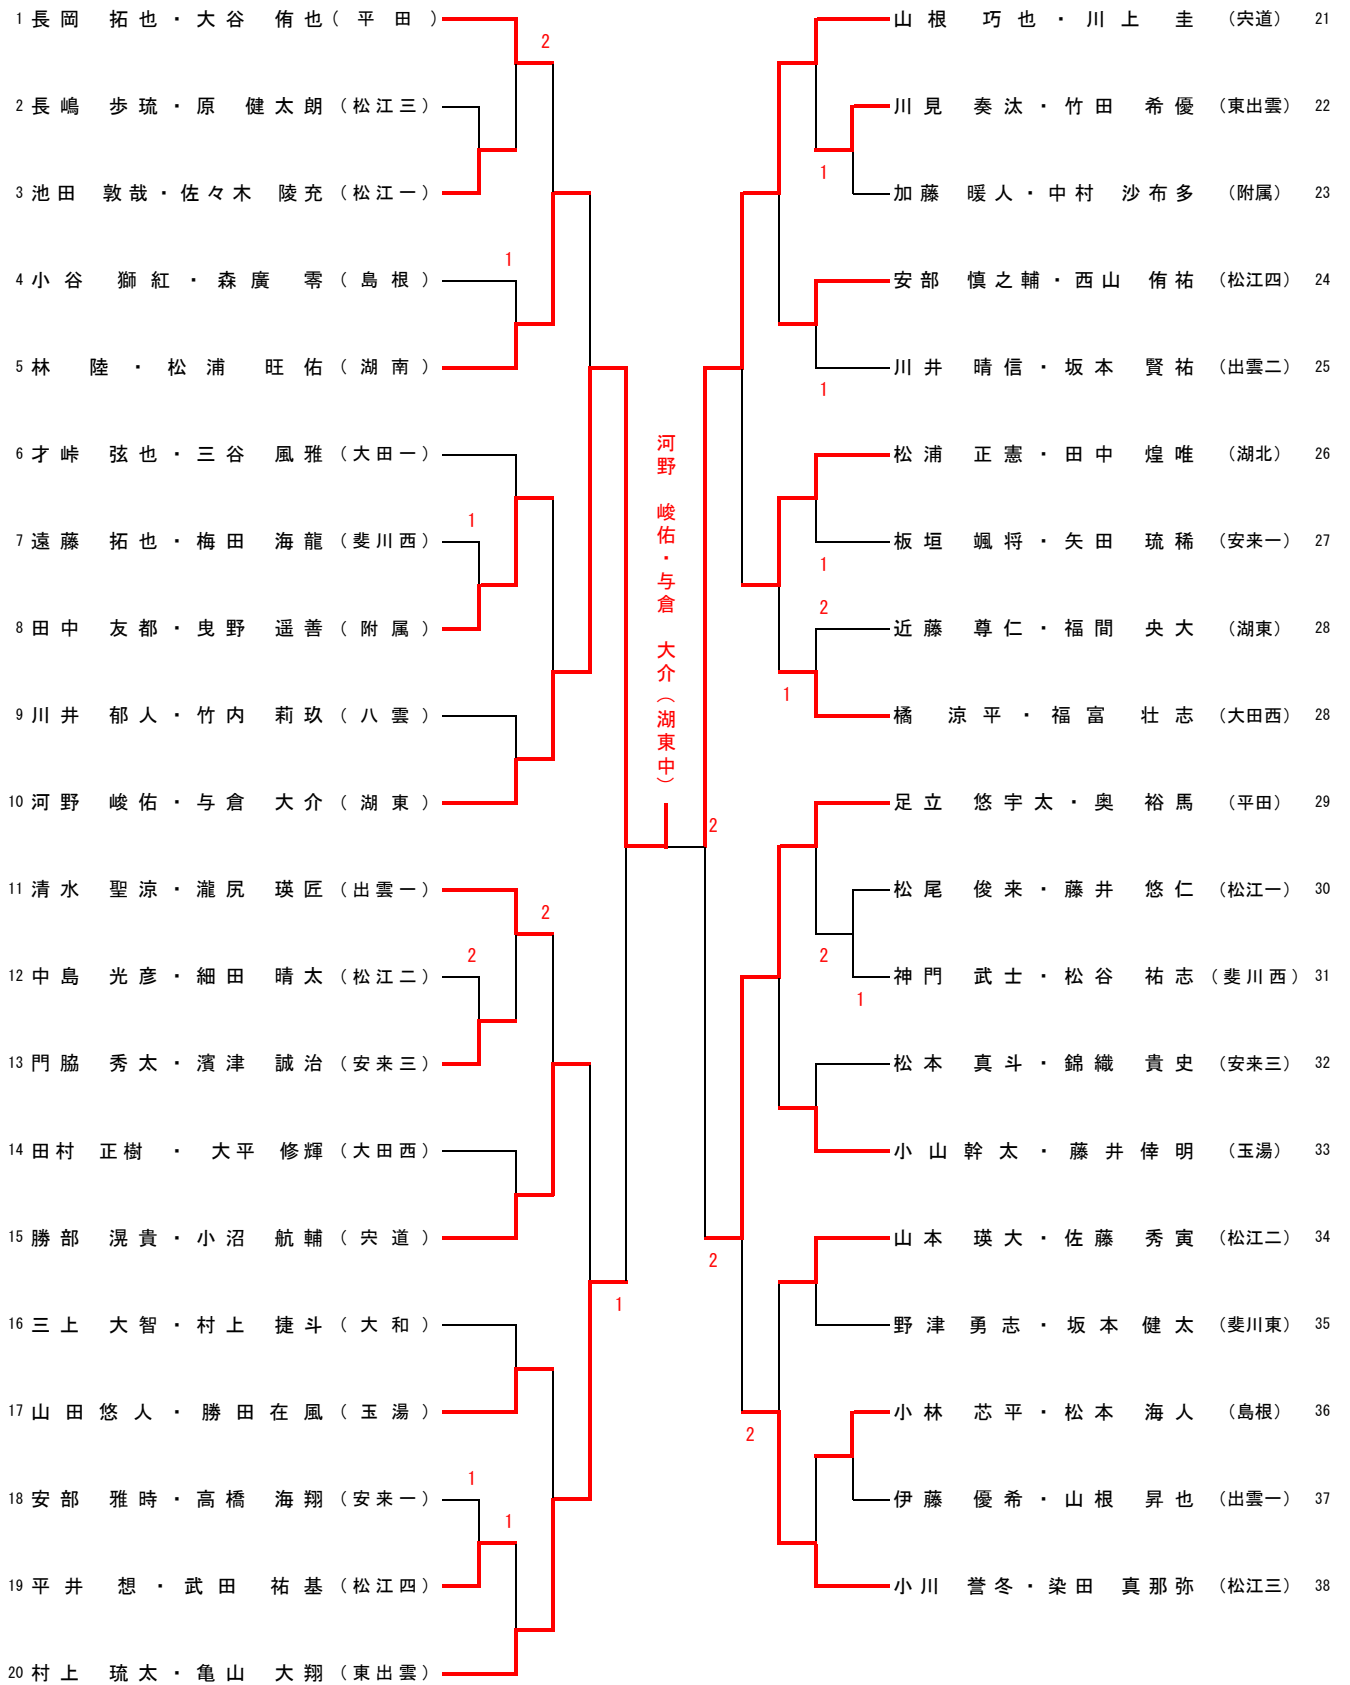 1 長岡 拓也・大谷 侑也(平田)
2
2 長嶋 歩琉・原 健太朗(松江三)
3 池田 敦哉・佐々木 陵充(松江一)
1
4 小谷 獅紅・森廣 零(島根)
5 林 陸・松浦 旺佑(湖南)
6 才峠 弦也・三谷 風雅(大田一)
1
7 遠藤 拓也・梅田 海龍(斐川西)
8 田中 友都・曳野 遥善(附属)
9 川井 郁人・竹内 莉玖(八雲)
10 河野 峻佑・与倉 大介(湖東)
11 清水 聖涼・瀧尻 瑛匠(出雲一)
2
2
12 中島 光彦・細田 晴太(松江二)
13 門脇 秀太・濱津 誠治(安来三)
14 田村 正樹・大平 修輝(大田西)
15 勝部 滉貴・小沼 航輔(宍道)
1
16 三上 大智・村上 捷斗(大和)
17 山田悠人・勝田在風(玉湯)
1
18 安部 雅時・高橋 海翔(安来一)
1
19 平井 想・武田 祐基(松江四)
20 村上 琉太・亀山 大翔(東出雲)
河野 峻佑・与倉 大介(湖東中)
2
2
山根 巧也・川上 圭(宍道) 21
川見 奏汰・竹田 希優(東出雲) 22
1
加藤 暖人・中村 沙布多(附属) 23
安部 慎之輔・西山 侑祐(松江四) 24
川井 晴信・坂本 賢祐(出雲二) 25
1
松浦 正憲・田中 煌唯(湖北) 26
板垣 颯将・矢田 琉稀(安来一) 27
1
2
近藤 尊仁・福間 央大(湖東) 28
1
橘 涼平・福富 壮志(大田西) 28
足立 悠宇太・奥 裕馬(平田) 29
松尾 俊来・藤井 悠仁(松江一) 30
2
神門 武士・松谷 祐志(斐川西) 31
1
松本 真斗・錦織 貴史(安来三) 32
小山幹太・藤井倖明(玉湯) 33
山本 瑛大・佐藤 秀寅(松江二) 34
野津 勇志・坂本 健太(斐川東) 35
小林 芯平・松本 海人(島根) 36
2
伊藤 優希・山根 昇也(出雲一) 37
小川 誉冬・染田 真那弥(松江三) 38